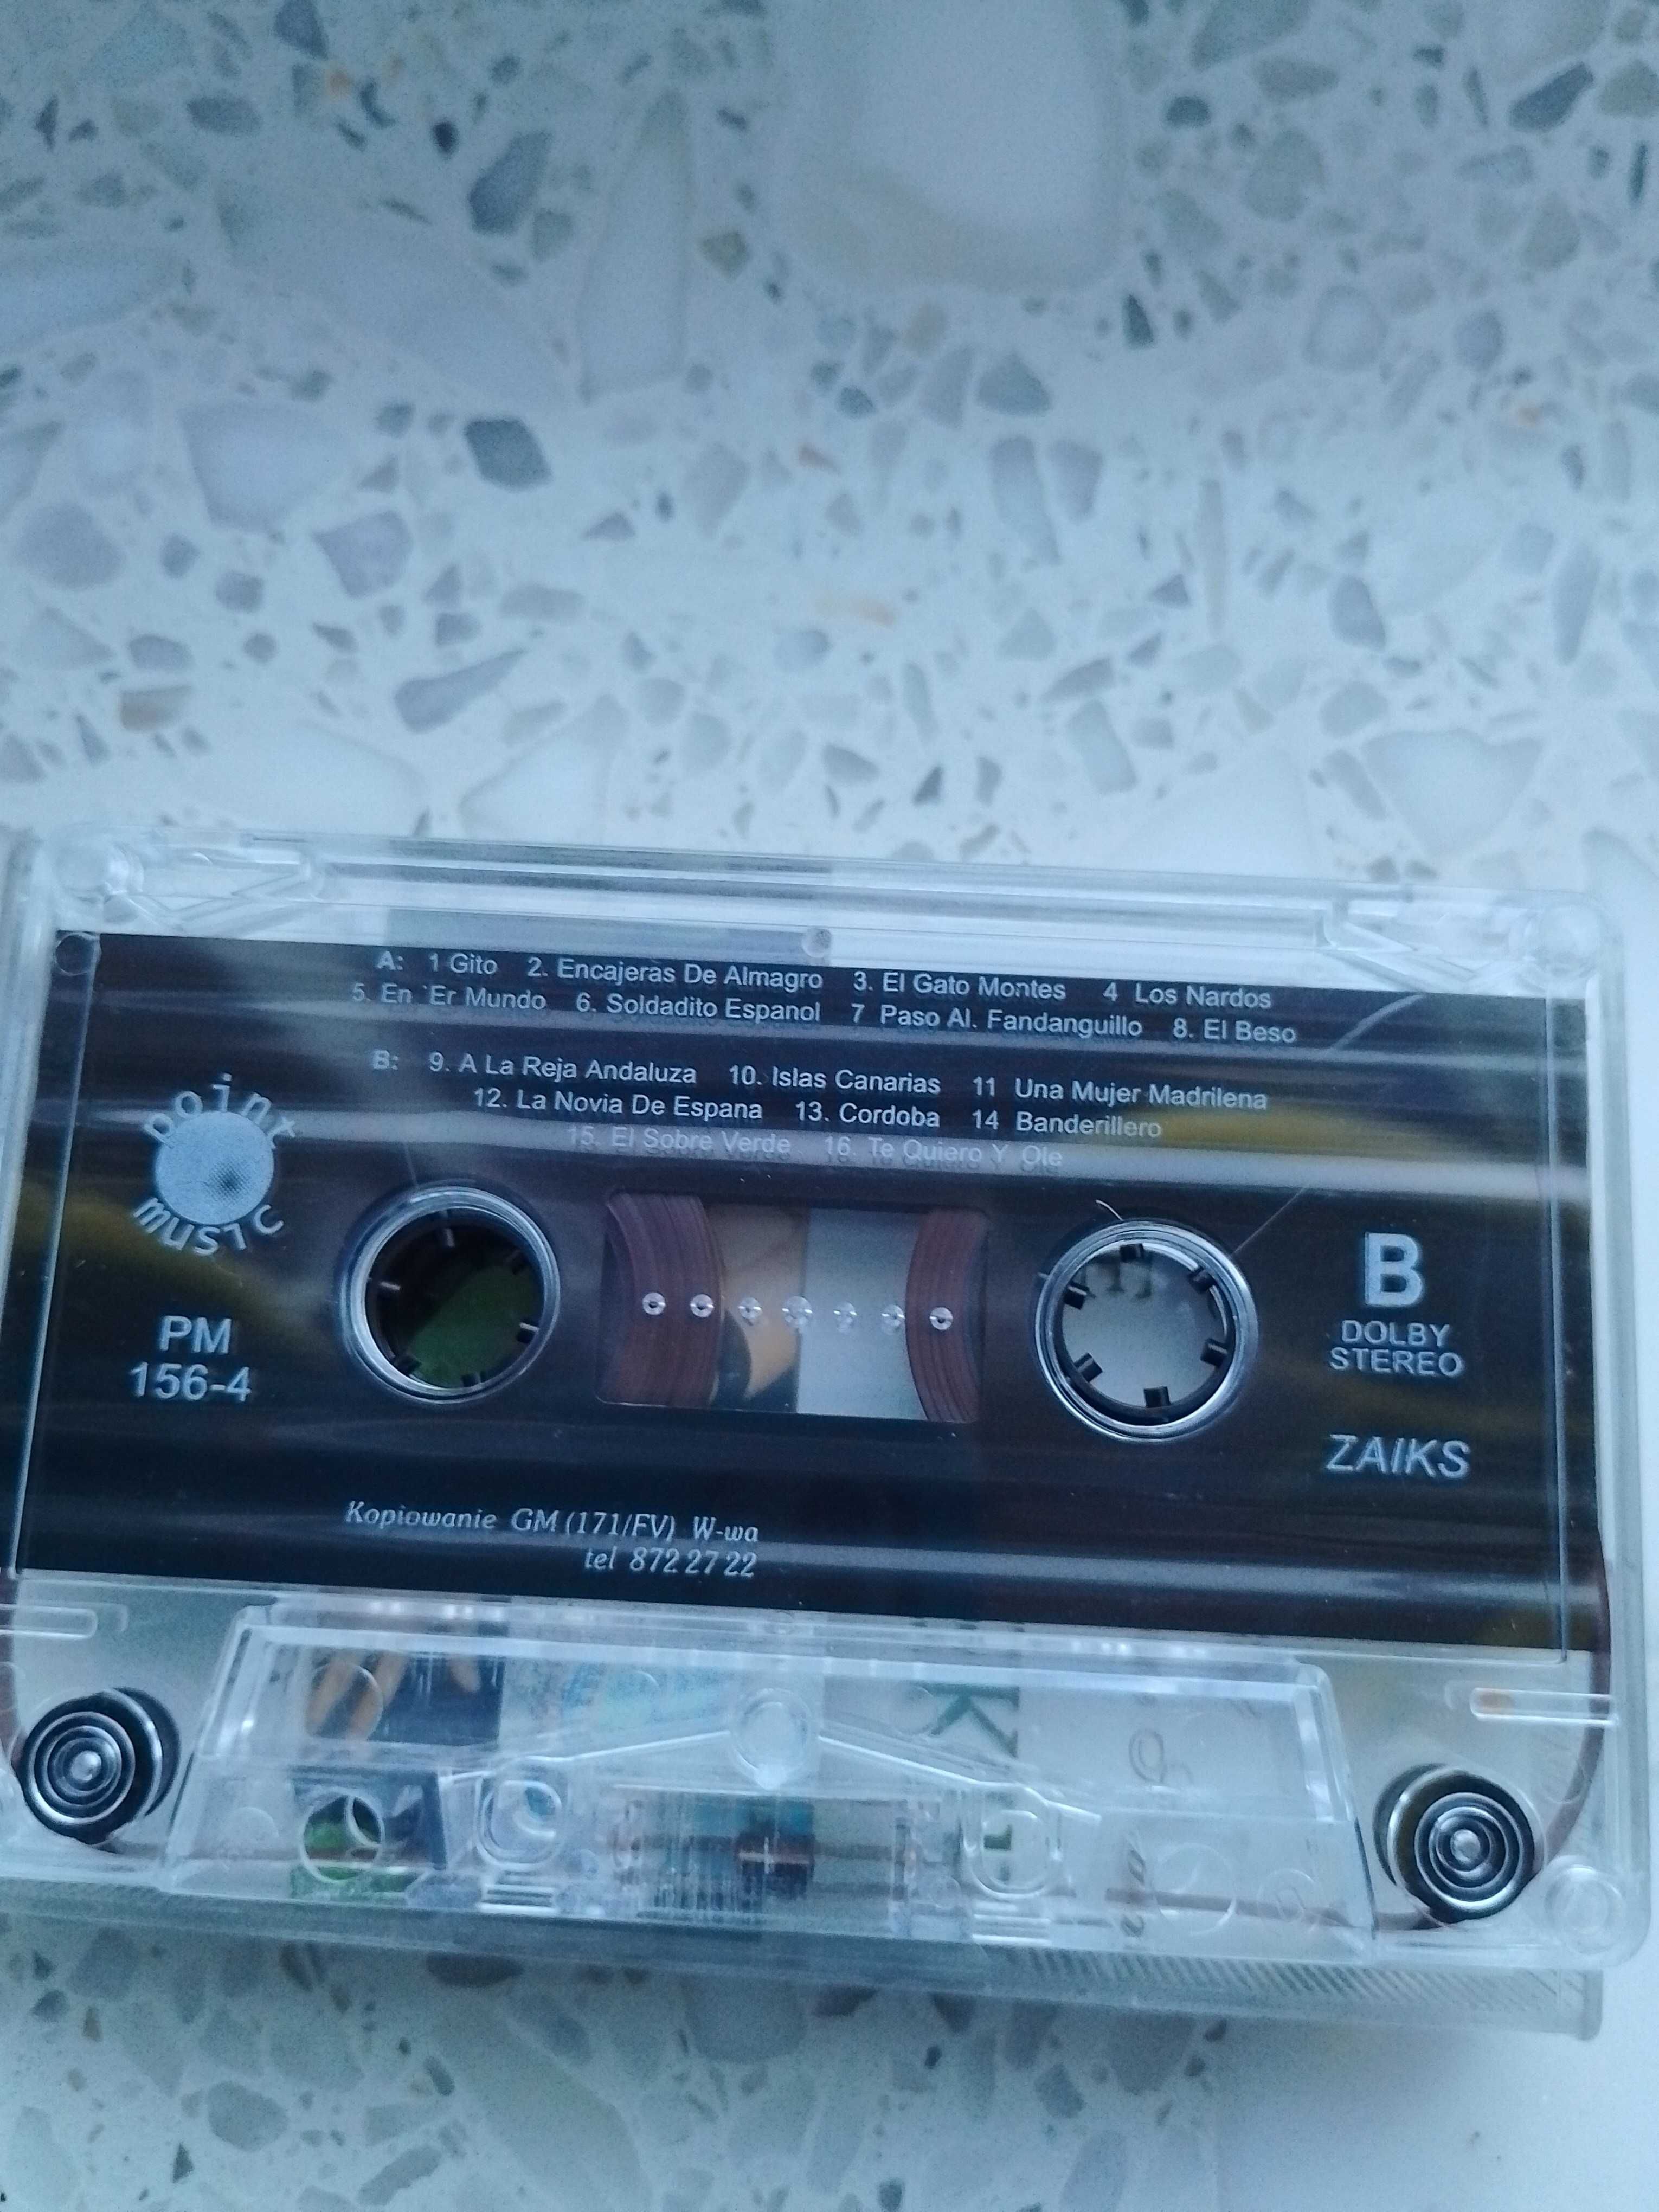 A: 1 Gito 2. Encajeras De Almagro 3. El Gato Montes 4 Los Nardos
5. En `Er Mundo 6. Soldadito Espanol 7 Paso Al. Fandanguillo 8. El Beso
B: 9. A La Reja Andaluza 10. Islas Canarias 11 Una Mujer Madrilena
12. La Novia De Espana 13. Cordoba 14 Banderillero
15. El Sobre Verde 16. Te Quiero Y Ole
point
music
PM
156-4
B
DOLBY
STEREO
ZAIKS
Kopiowanie GM (171/FV) W-wa
tel 872 27 22